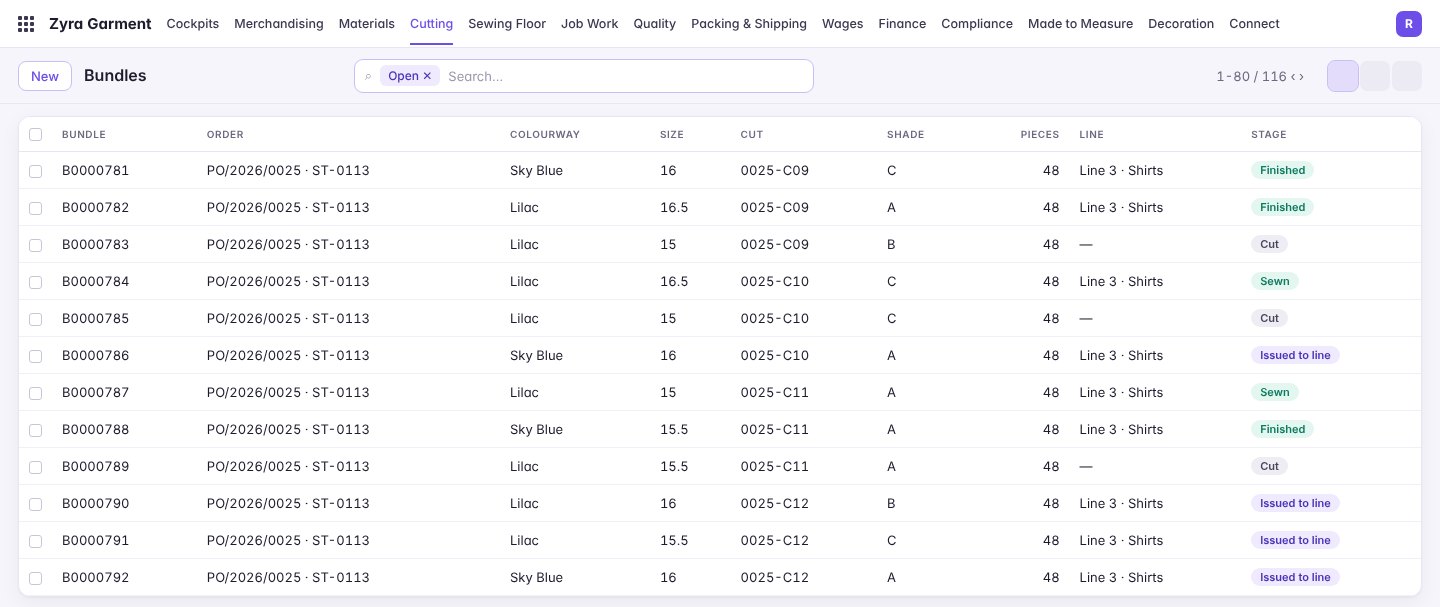 Zyra Garment Cockpits Merchandising Materials Cutting Sewing Floor Job Work Quality Packing & Shipping Wages Finance Compliance Made to Measure Decoration Connect R
New Bundles Open ✕ Search... 1-80 / 116 ‹ ›
BUNDLE ORDER COLOURWAY SIZE CUT SHADE PIECES LINE STAGE
B0000781 PO/2026/0025 · ST-0113 Sky Blue 16 0025-C09 C 48 Line 3 · Shirts Finished
B0000782 PO/2026/0025 · ST-0113 Lilac 16.5 0025-C09 A 48 Line 3 · Shirts Finished
B0000783 PO/2026/0025 · ST-0113 Lilac 15 0025-C09 B 48 — Cut
B0000784 PO/2026/0025 · ST-0113 Lilac 16.5 0025-C10 C 48 Line 3 · Shirts Sewn
B0000785 PO/2026/0025 · ST-0113 Lilac 15 0025-C10 C 48 — Cut
B0000786 PO/2026/0025 · ST-0113 Sky Blue 16 0025-C10 A 48 Line 3 · Shirts Issued to line
B0000787 PO/2026/0025 · ST-0113 Lilac 15 0025-C11 A 48 Line 3 · Shirts Sewn
B0000788 PO/2026/0025 · ST-0113 Sky Blue 15.5 0025-C11 A 48 Line 3 · Shirts Finished
B0000789 PO/2026/0025 · ST-0113 Lilac 15.5 0025-C11 A 48 — Cut
B0000790 PO/2026/0025 · ST-0113 Lilac 16 0025-C12 B 48 Line 3 · Shirts Issued to line
B0000791 PO/2026/0025 · ST-0113 Lilac 15.5 0025-C12 C 48 Line 3 · Shirts Issued to line
B0000792 PO/2026/0025 · ST-0113 Sky Blue 16 0025-C12 A 48 Line 3 · Shirts Issued to line